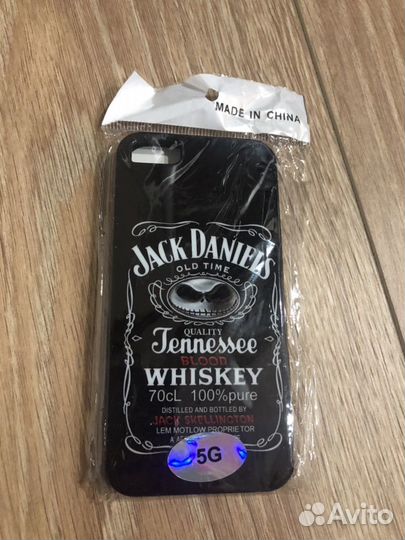 MADE IN CHINA
JACK DANIEL'S
OLD TIME
QUALITY
Tennessee
BLOOD
WHISKEY
70cL 100%pure
DISTILLED AND BOTTLED BY
JACK SKELLINGTON
LEM MOTLOW PROPRIETOR
5G
Avito